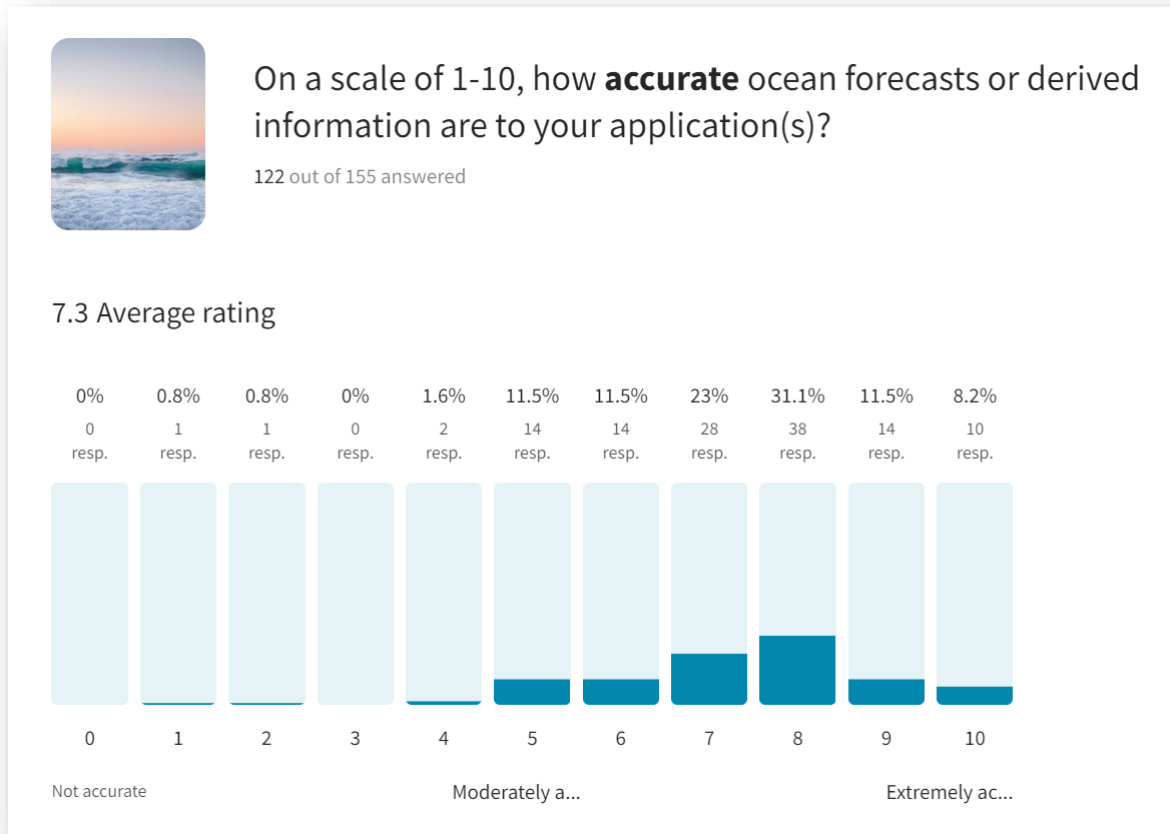 On a scale of 1-10, how accurate ocean forecasts or derived
information are to your application(s)?
122 out of 155 answered
7.3 Average rating
0% 0.8% 0.8% 0% 1.6% 11.5% 11.5% 23% 31.1% 11.5% 8.2%
0 1 1 0 2 14 14 28 38 14 10
resp. resp. resp. resp. resp. resp. resp. resp. resp. resp. resp.
0 1 2 3 4 5 6 7 8 9 10
Not accurate Moderately a... Extremely ac...